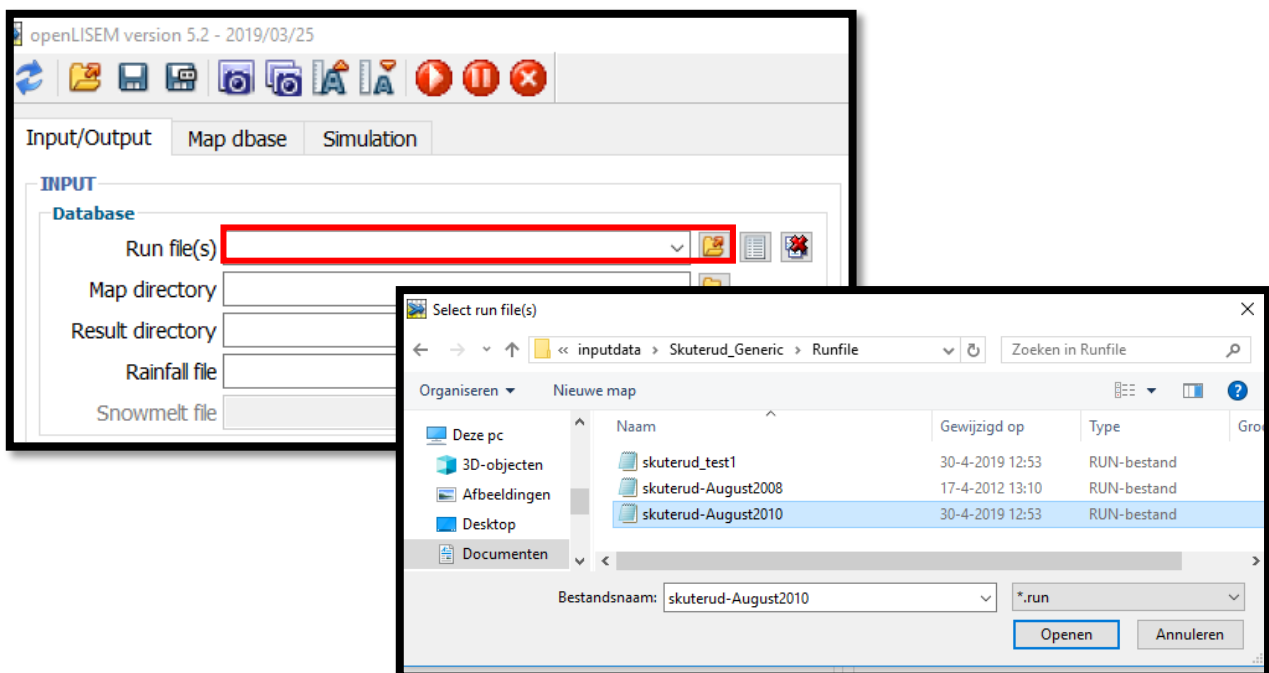 openLISEM version 5.2 - 2019/03/25
Input/Output Map dbase Simulation
INPUT
Database
Run file(s)
Map directory
Result directory
Rainfall file
Snowmelt file
Select run file(s)
« inputdata › Skuterud_Generic › Runfile
Zoeken in Runfile
Organiseren Nieuwe map
Naam Gewijzigd op Type Groo
Deze pc
3D-objecten
Afbeeldingen
Desktop
Documenten
skuterud_test1 30-4-2019 12:53 RUN-bestand
skuterud-August2008 17-4-2012 13:10 RUN-bestand
skuterud-August2010 30-4-2019 12:53 RUN-bestand
Bestandsnaam: skuterud-August2010 *.run
Openen Annuleren